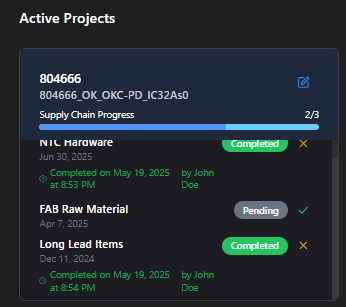 Active Projects
804666
804666_OK_OKC-PD_IC32As0
Supply Chain Progress 2/3
NTC Hardware Completed
Jun 30, 2025
Completed on May 19, 2025 by John
at 8:53 PM Doe
FAB Raw Material Pending
Apr 7, 2025
Long Lead Items Completed
Dec 11, 2024
Completed on May 19, 2025 by John
at 8:54 PM Doe